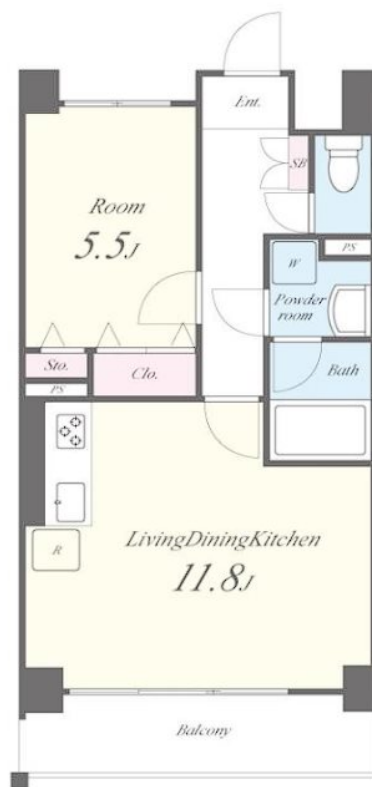 Ent.
SB
Room
5.5J
PS
W
Powder
room
Sto.
Clo.
Bath
PS
LivingDiningKitchen
11.8J
R
Balcony